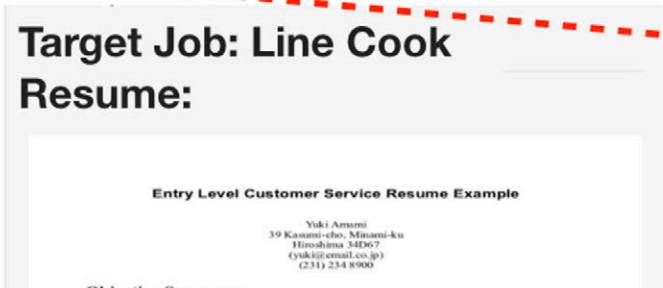 Target Job: Line Cook
Resume:
Entry Level Customer Service Resume Example
Yuki Amami
39 Kasumi-cho, Minami-ku
Hiroshima 34D67
(yuki@email.co.jp)
(231) 234 8900